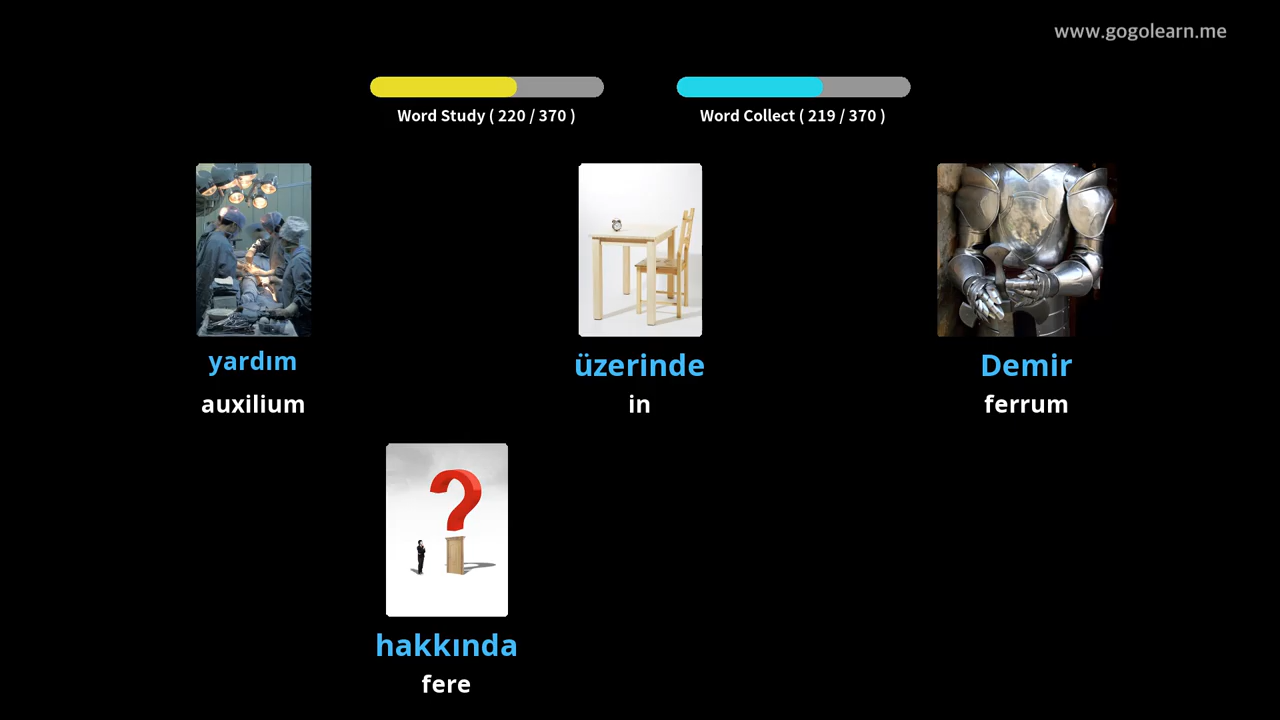 www.gogolearn.me
Word Study ( 220 / 370 )
Word Collect ( 219 / 370 )
yardım
auxilium
üzerinde
in
Demir
ferrum
hakkında
fere